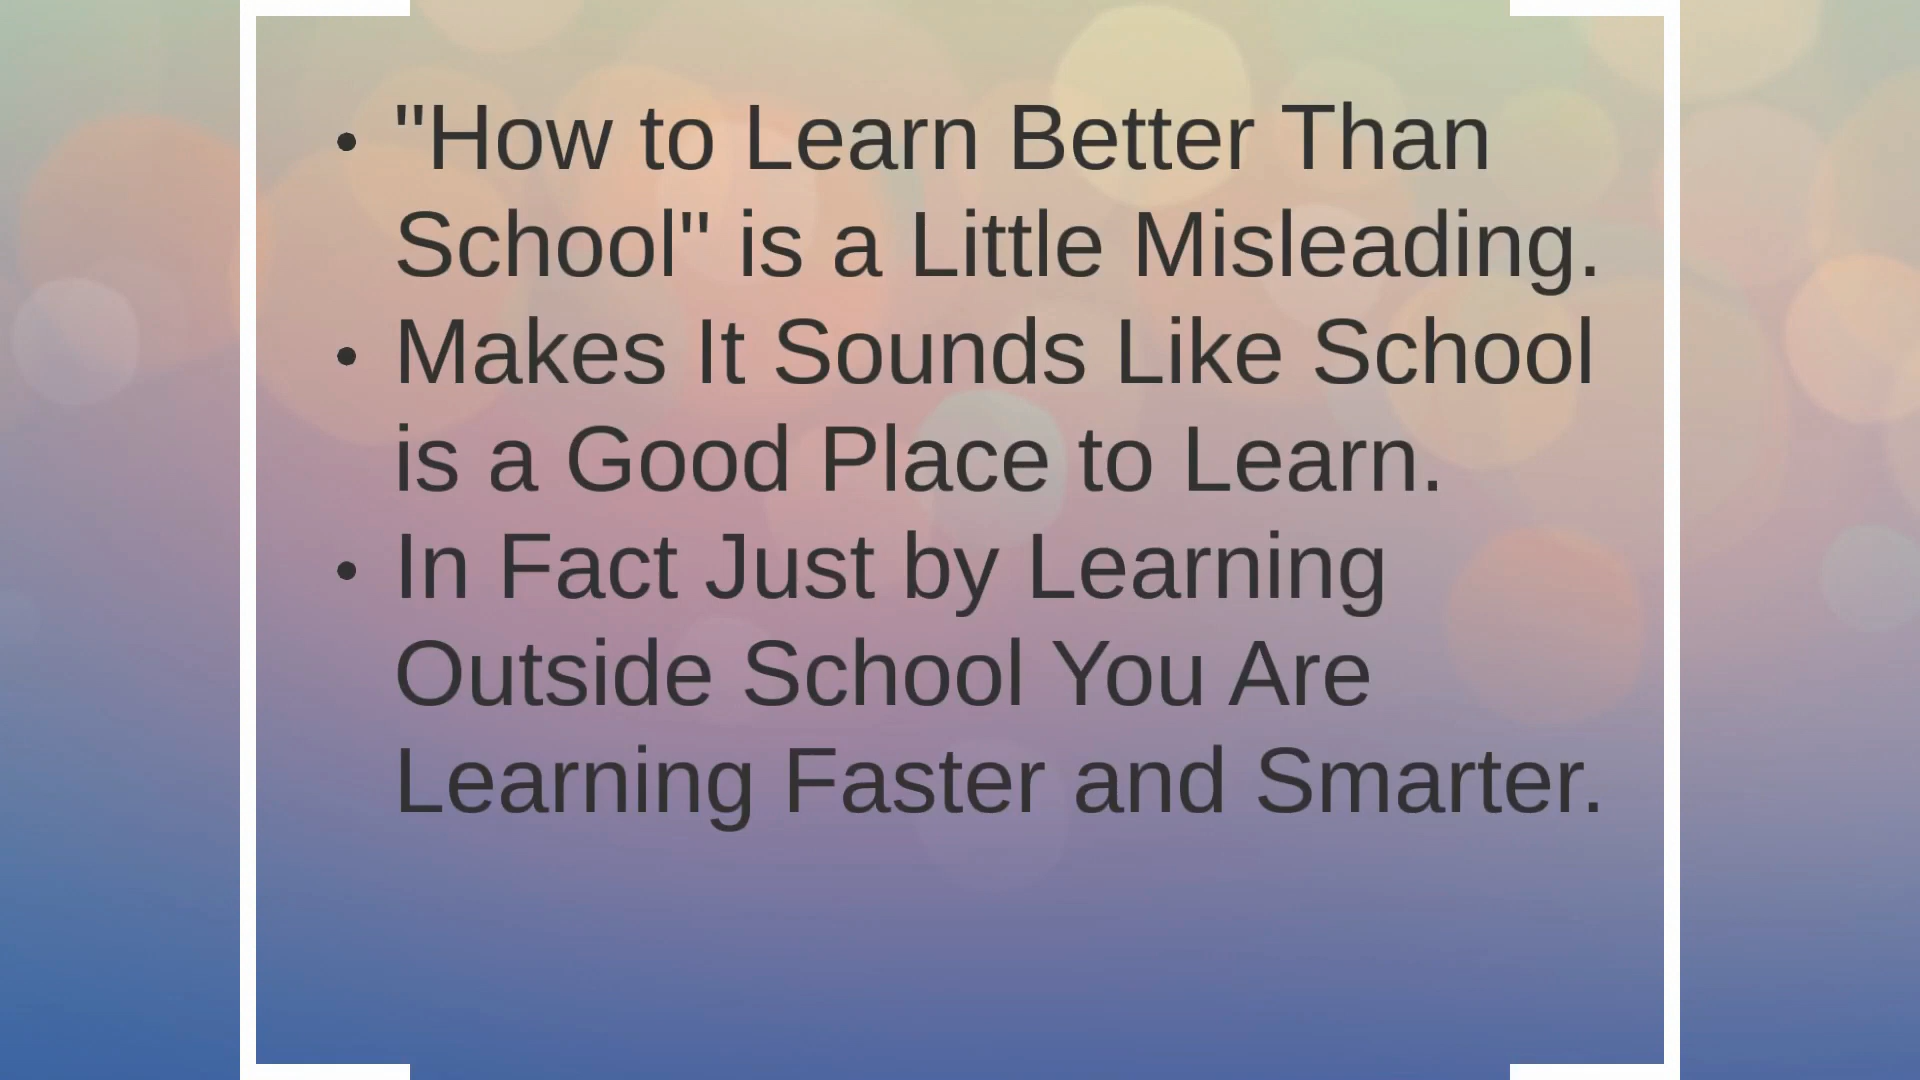 • "How to Learn Better Than
School" is a Little Misleading.
• Makes It Sounds Like School
is a Good Place to Learn.
• In Fact Just by Learning
Outside School You Are
Learning Faster and Smarter.